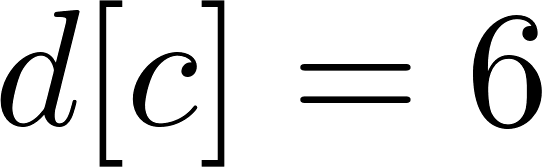 d[c] = 6